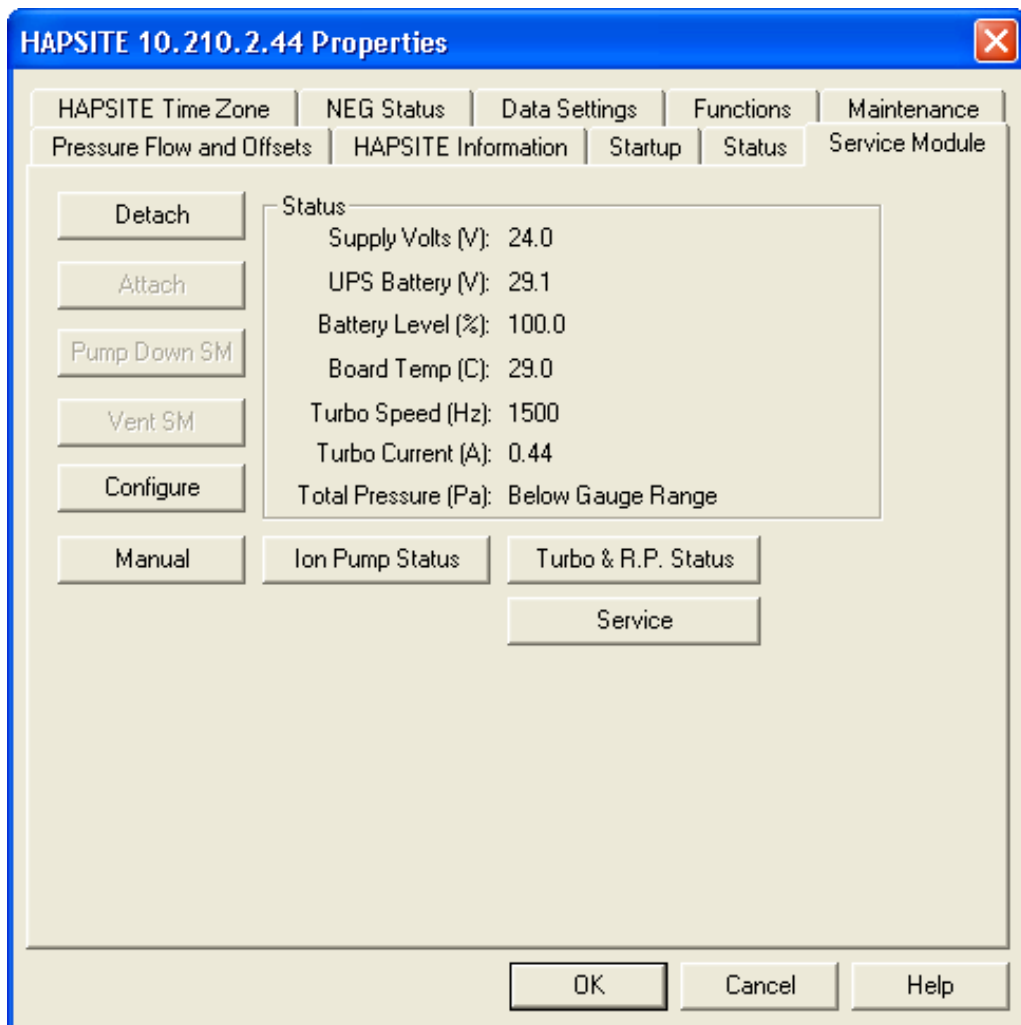 HAPSITE 10.210.2.44 Properties
HAPSITE Time Zone NEG Status Data Settings Functions Maintenance
Pressure Flow and Offsets HAPSITE Information Startup Status Service Module
Detach
Attach
Pump Down SM
Vent SM
Configure
Manual
Status
Supply Volts (V): 24.0
UPS Battery (V): 29.1
Battery Level (%): 100.0
Board Temp (C): 29.0
Turbo Speed (Hz): 1500
Turbo Current (A): 0.44
Total Pressure (Pa): Below Gauge Range
Ion Pump Status Turbo & R.P. Status
Service
OK Cancel Help